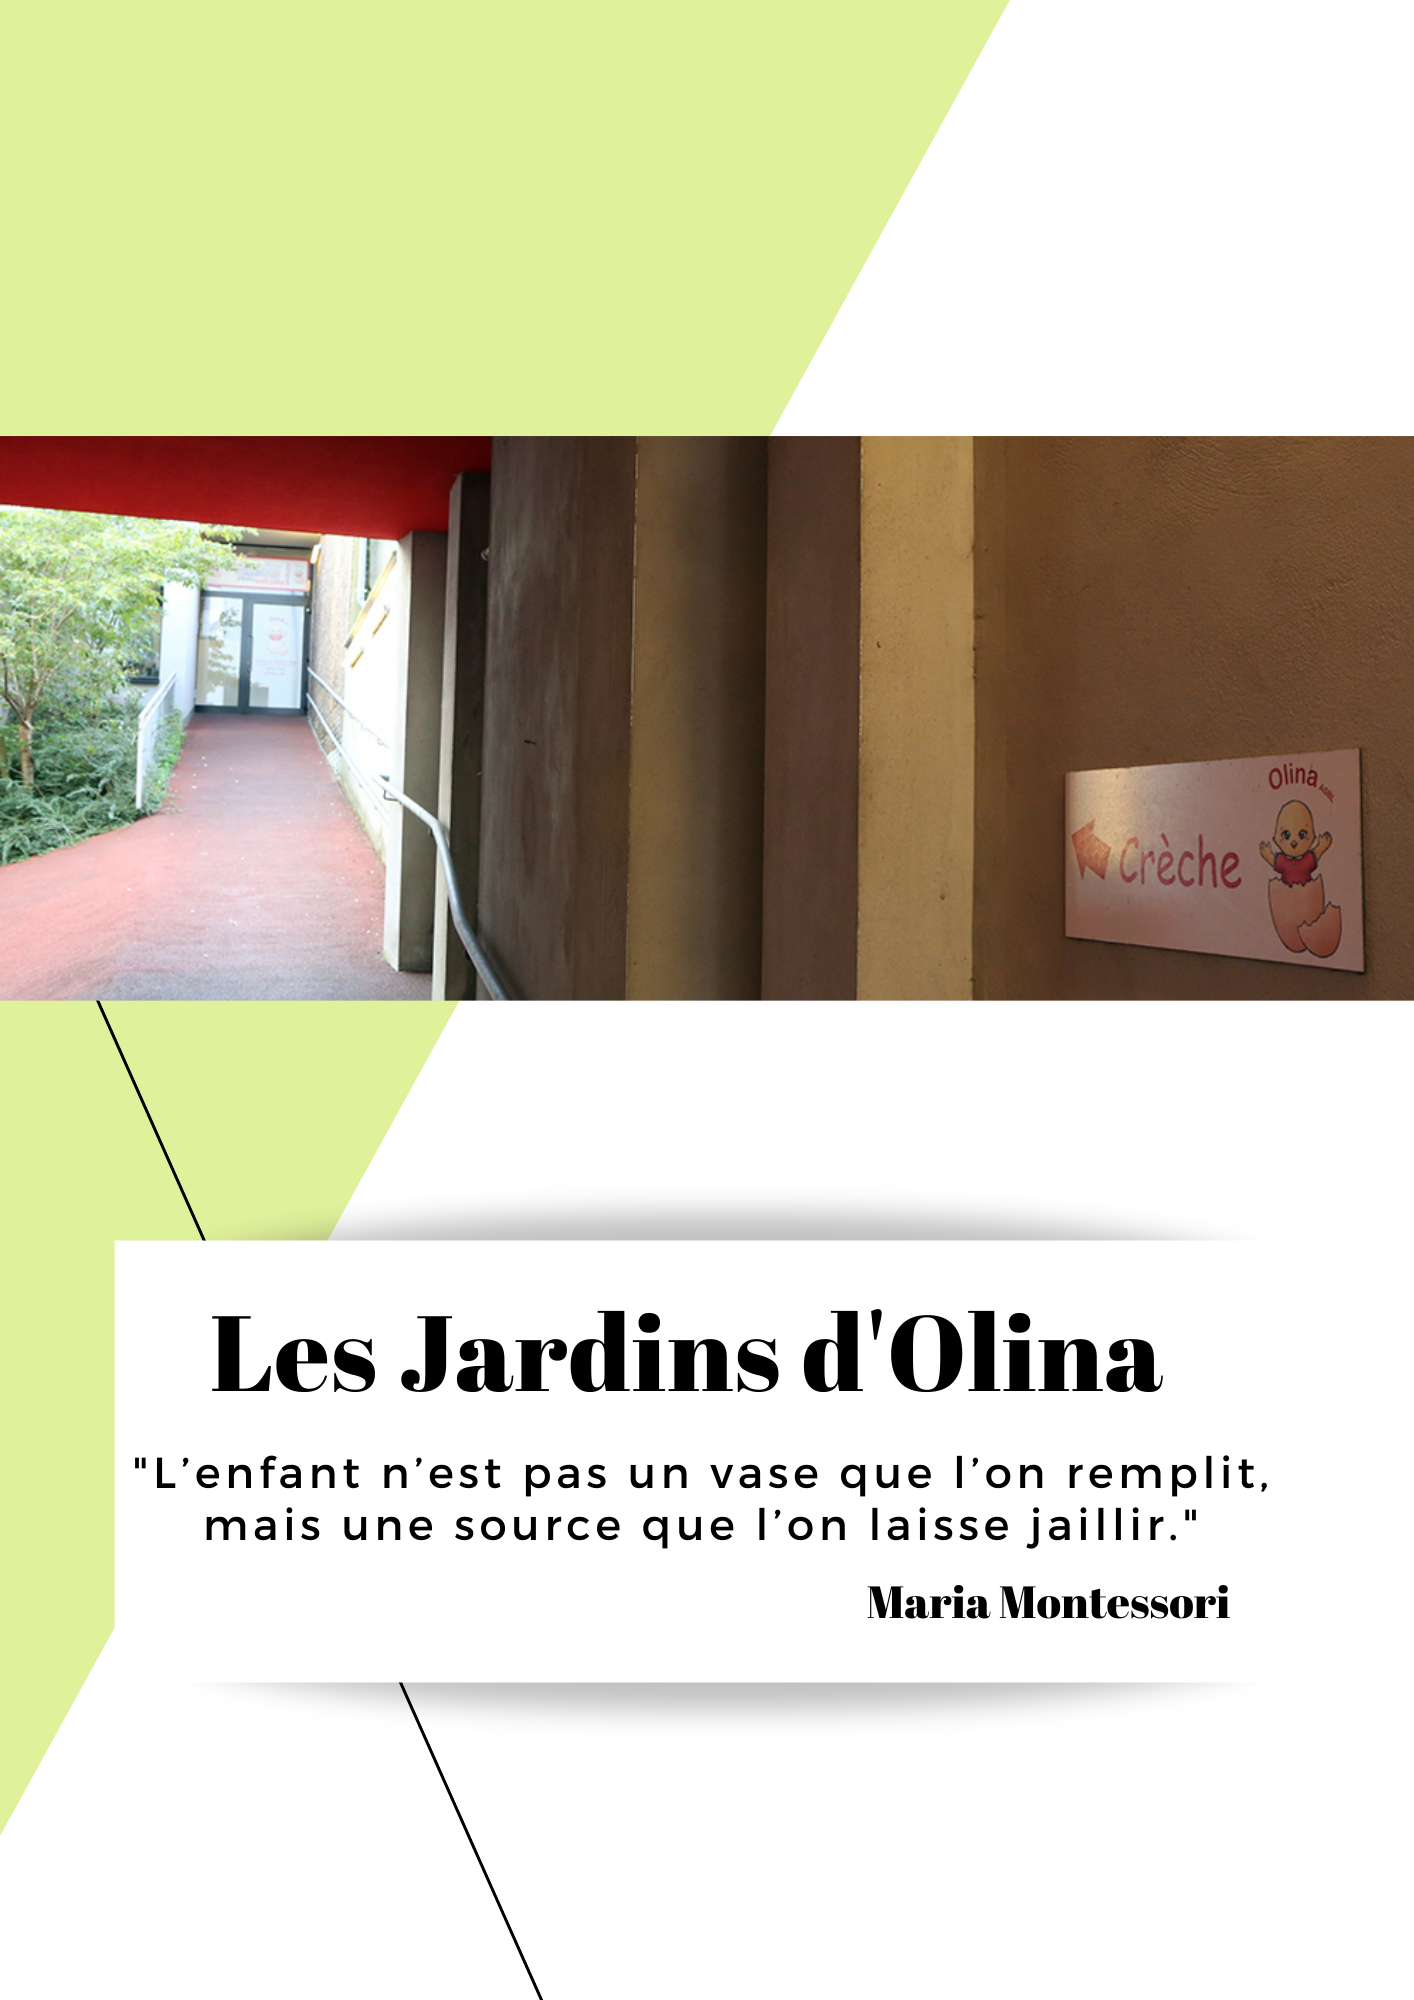 Olina ASBL
Crèche
Les Jardins d'Olina
"L’enfant n’est pas un vase que l’on remplit,
mais une source que l’on laisse jaillir."
Maria Montessori